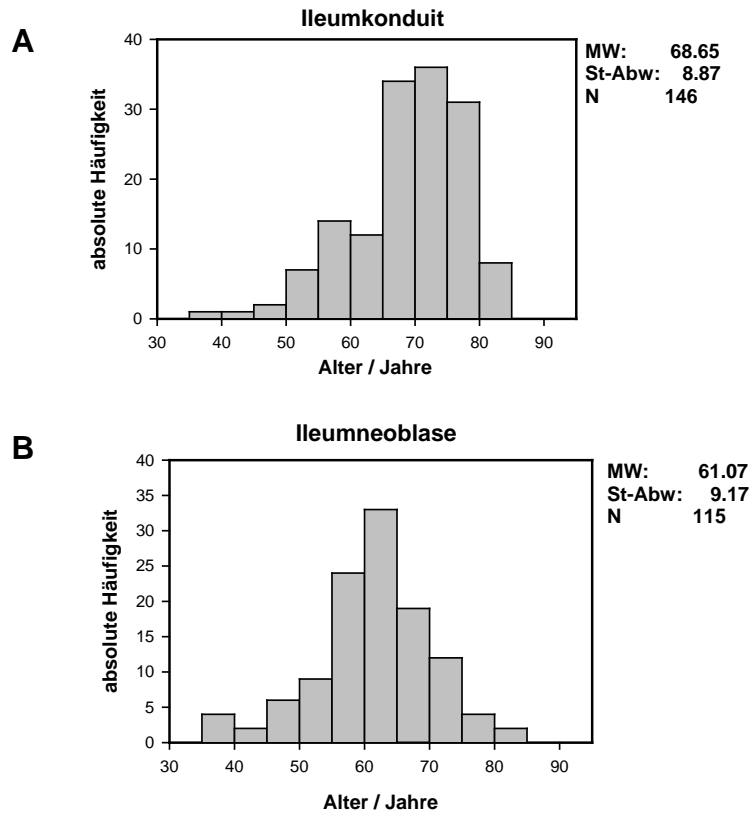 A
Ileumkonduit
MW: 68.65
St-Abw: 8.87
N 146
absolute Häufigkeit
40
30
20
10
0
30 40 50 60 70 80 90
Alter / Jahre
B
Ileumneoblase
MW: 61.07
St-Abw: 9.17
N 115
absolute Häufigkeit
40
35
30
25
20
15
10
5
0
30 40 50 60 70 80 90
Alter / Jahre